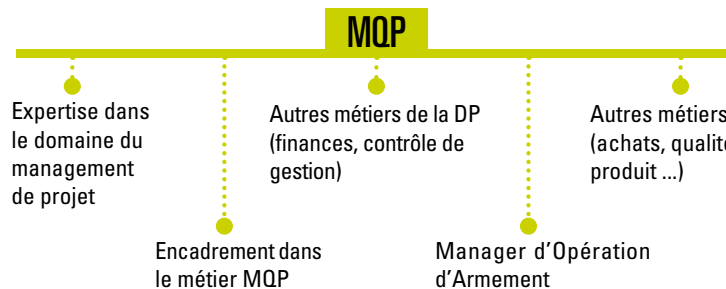 MQP
Expertise dans
le domaine du
management
de projet
Autres métiers de la DP
(finances, contrôle de
gestion)
Autres métiers
(achats, qualité
produit ...)
Encadrement dans
le métier MQP
Manager d'Opération
d'Armement